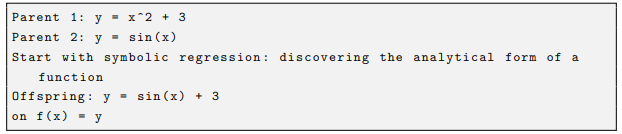 Parent 1: y = x^2 + 3
Parent 2: y = sin(x)
Start with symbolic regression: discovering the analytical form of a
function
Offspring: y = sin(x) + 3
on f(x) = y